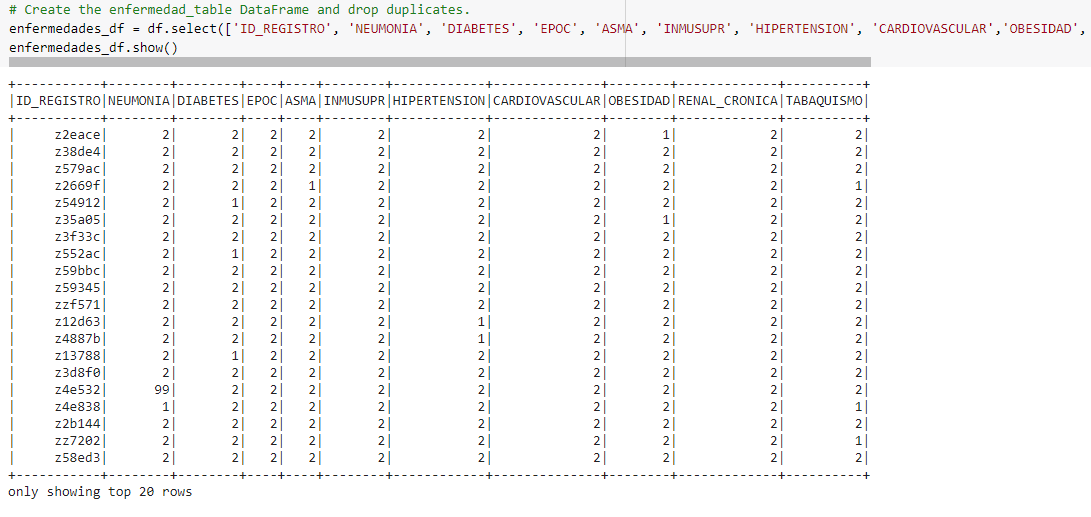 # Create the enfermedad_table DataFrame and drop duplicates.
enfermedades_df = df.select(['ID_REGISTRO', 'NEUMONIA', 'DIABETES', 'EPOC', 'ASMA', 'INMUSUPR', 'HIPERTENSION', 'CARDIOVASCULAR','OBESIDAD',
enfermedades_df.show()
+-----------+--------+--------+----+----+--------+------------+--------------+--------+-------------+----------+
|ID_REGISTRO|NEUMONIA|DIABETES|EPOC|ASMA|INMUSUPR|HIPERTENSION|CARDIOVASCULAR|OBESIDAD|RENAL_CRONICA|TABAQUISMO|
+-----------+--------+--------+----+----+--------+------------+--------------+--------+-------------+----------+
|     z2eace|       2|       2|   2|   2|       2|           2|             2|       1|            2|         2|
|     z38de4|       2|       2|   2|   2|       2|           2|             2|       2|            2|         2|
|     z579ac|       2|       2|   2|   2|       2|           2|             2|       2|            2|         2|
|     z2669f|       2|       2|   2|   1|       2|           2|             2|       2|            2|         1|
|     z54912|       2|       1|   2|   2|       2|           2|             2|       2|            2|         2|
|     z35a05|       2|       2|   2|   2|       2|           2|             2|       1|            2|         2|
|     z3f33c|       2|       2|   2|   2|       2|           2|             2|       2|            2|         2|
|     z552ac|       2|       1|   2|   2|       2|           2|             2|       2|            2|         2|
|     z59bbc|       2|       2|   2|   2|       2|           2|             2|       2|            2|         2|
|     z59345|       2|       2|   2|   2|       2|           2|             2|       2|            2|         2|
|     zzf571|       2|       2|   2|   2|       2|           2|             2|       2|            2|         2|
|     z12d63|       2|       2|   2|   2|       2|           1|             2|       2|            2|         2|
|     z4887b|       2|       2|   2|   2|       2|           1|             2|       2|            2|         2|
|     z13788|       2|       1|   2|   2|       2|           2|             2|       2|            2|         2|
|     z3d8f0|       2|       2|   2|   2|       2|           2|             2|       2|            2|         2|
|     z4e532|      99|       2|   2|   2|       2|           2|             2|       2|            2|         2|
|     z4e838|       1|       2|   2|   2|       2|           2|             2|       2|            2|         1|
|     z2b144|       2|       2|   2|   2|       2|           2|             2|       2|            2|         2|
|     zz7202|       2|       2|   2|   2|       2|           2|             2|       2|            2|         1|
|     z58ed3|       2|       2|   2|   2|       2|           2|             2|       2|            2|         2|
+-----------+--------+--------+----+----+--------+------------+--------------+--------+-------------+----------+
only showing top 20 rows